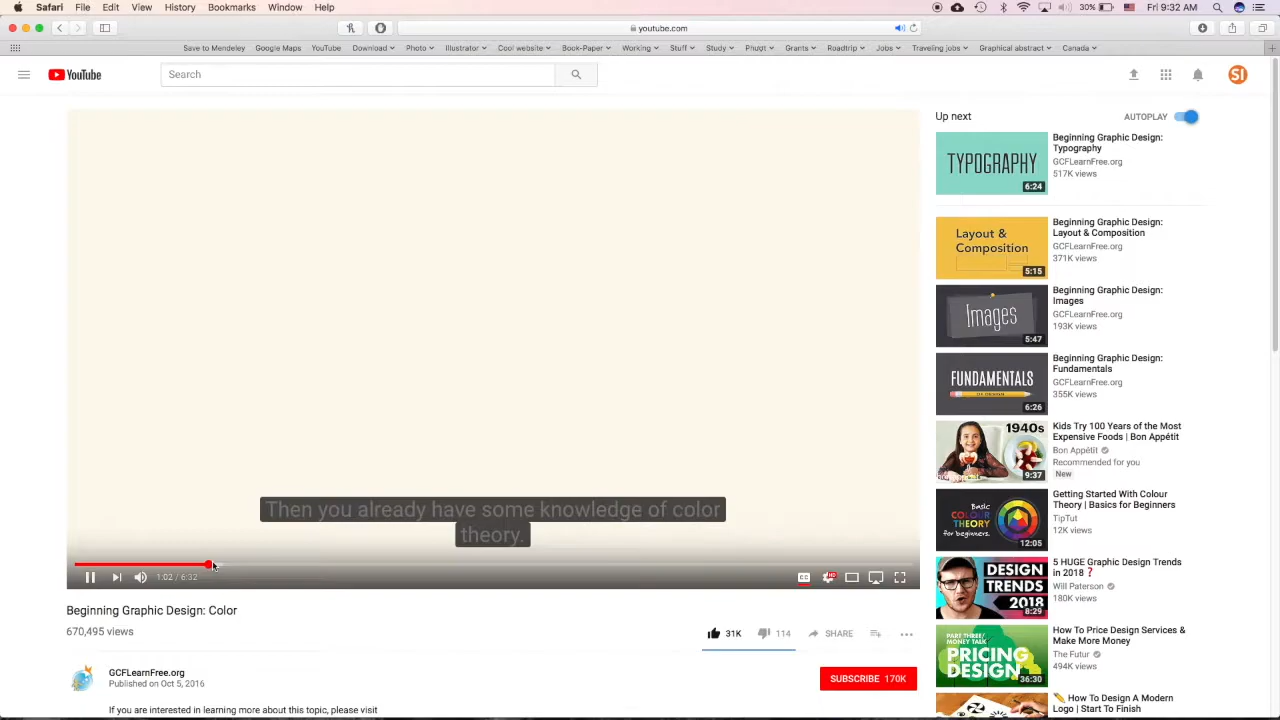 Safari File Edit View History Bookmarks Window Help 30% Fri 9:32 AM
youtube.com
Save to Mendeley Google Maps YouTube Download Photo Illustrator Cool website Book-Paper Working Stuff Study Phượt Grants Roadtrip Jobs Traveling jobs Graphical abstract Canada
YouTube
Search
SI
Then you already have some knowledge of color
theory.
1:02 / 6:32
CC
HD
Beginning Graphic Design: Color
670,495 views
31K 114 SHARE
GCFLearnFree.org
Published on Oct 5, 2016
SUBSCRIBE 170K
If you are interested in learning more about this topic, please visit
Up next
AUTOPLAY
TYPOGRAPHY
6:24
Beginning Graphic Design:
Typography
GCFLearnFree.org
517K views
Layout &
Composition
5:15
Beginning Graphic Design:
Layout & Composition
GCFLearnFree.org
371K views
Images
5:47
Beginning Graphic Design:
Images
GCFLearnFree.org
193K views
FUNDAMENTALS
OF DESIGN
6:26
Beginning Graphic Design:
Fundamentals
GCFLearnFree.org
355K views
1940s
9:37
Kids Try 100 Years of the Most
Expensive Foods | Bon Appétit
Bon Appétit
Recommended for you
New
Basic
COLOUR
THEORY
for beginners.
12:05
Getting Started With Colour
Theory | Basics for Beginners
TipTut
12K views
DESIGN
TRENDS
2018
8:29
5 HUGE Graphic Design Trends
in 2018 ❓
Will Paterson
180K views
PART THREE/
MONEY TALK
PRICING
DESIGN
36:30
How To Price Design Services &
Make More Money
The Futur
494K views
✏️ How To Design A Modern
Logo | Start To Finish